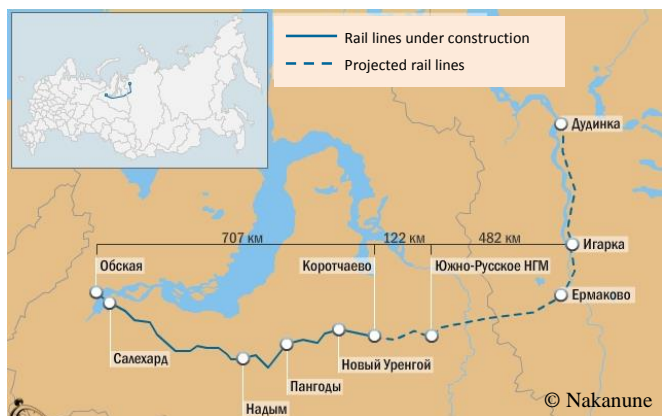 Rail lines under construction
Projected rail lines
Дудинка
707 км
122 км
482 км
Игарка
Обская
Коротчаево
Южно-Русское НГМ
Ермаково
Салехард
Новый Уренгой
Пангоды
Надым
© Nakanune